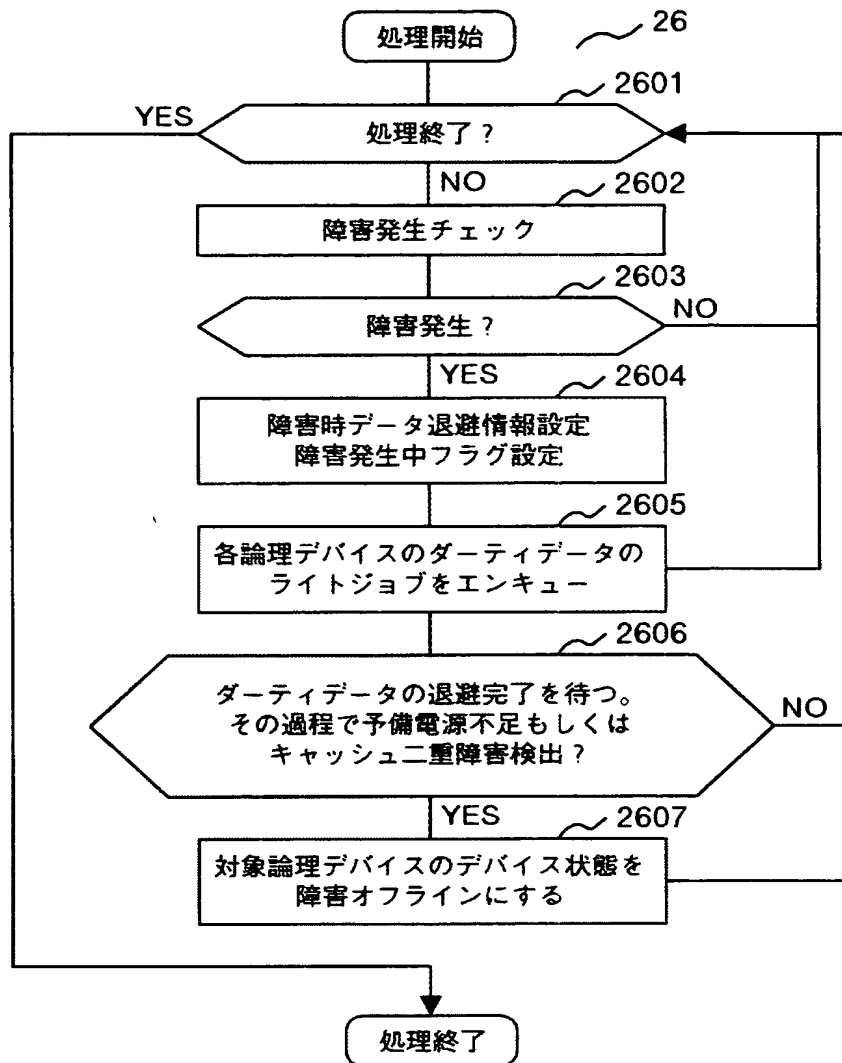 処理開始
26
2601
YES
処理終了？
NO
2602
障害発生チェック
2603
障害発生？
NO
YES
2604
障害時データ退避情報設定
障害発生中フラグ設定
2605
各論理デバイスのダーティデータの
ライトジョブをエンキュー
2606
ダーティデータの退避完了を待つ。
その過程で予備電源不足もしくは
キャッシュ二重障害検出？
NO
YES
2607
対象論理デバイスのデバイス状態を
障害オフラインにする
処理終了